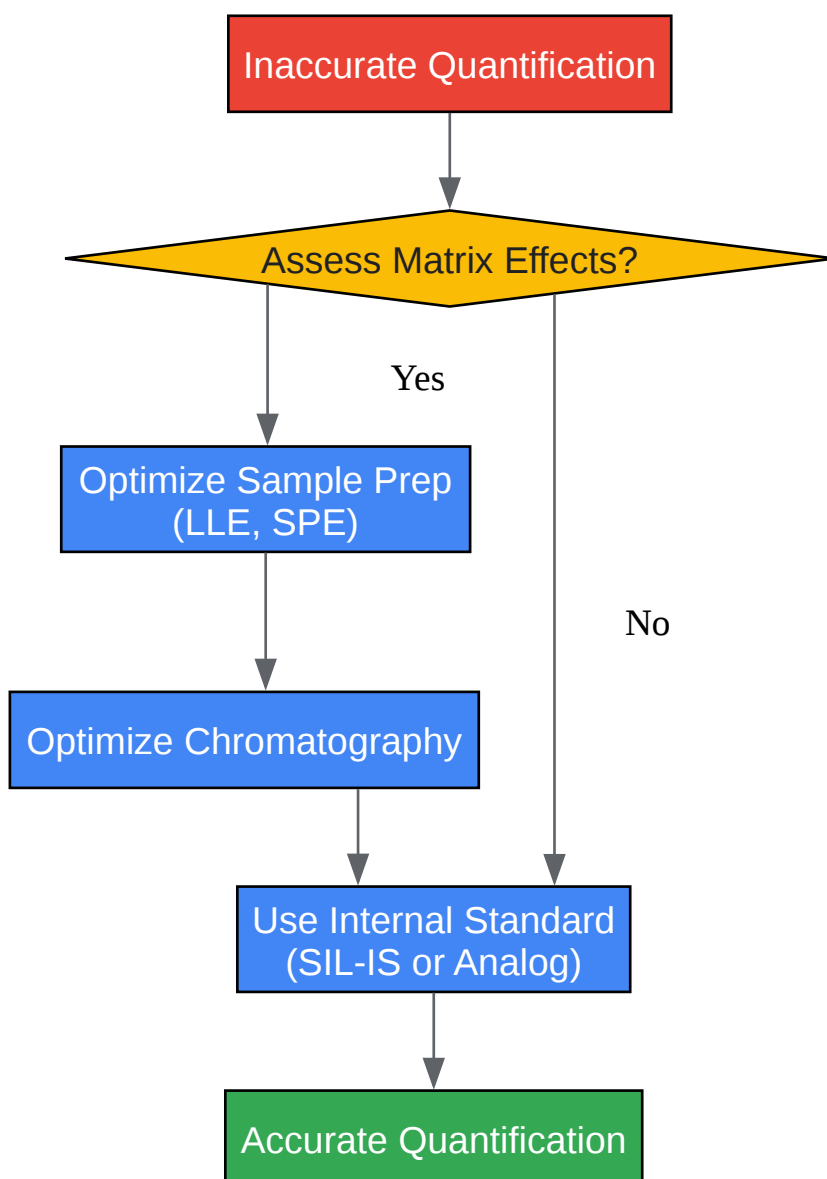 Inaccurate Quantification
Assess Matrix Effects?
Yes
Optimize Sample Prep
(LLE, SPE)
No
Optimize Chromatography
Use Internal Standard
(SIL-IS or Analog)
Accurate Quantification